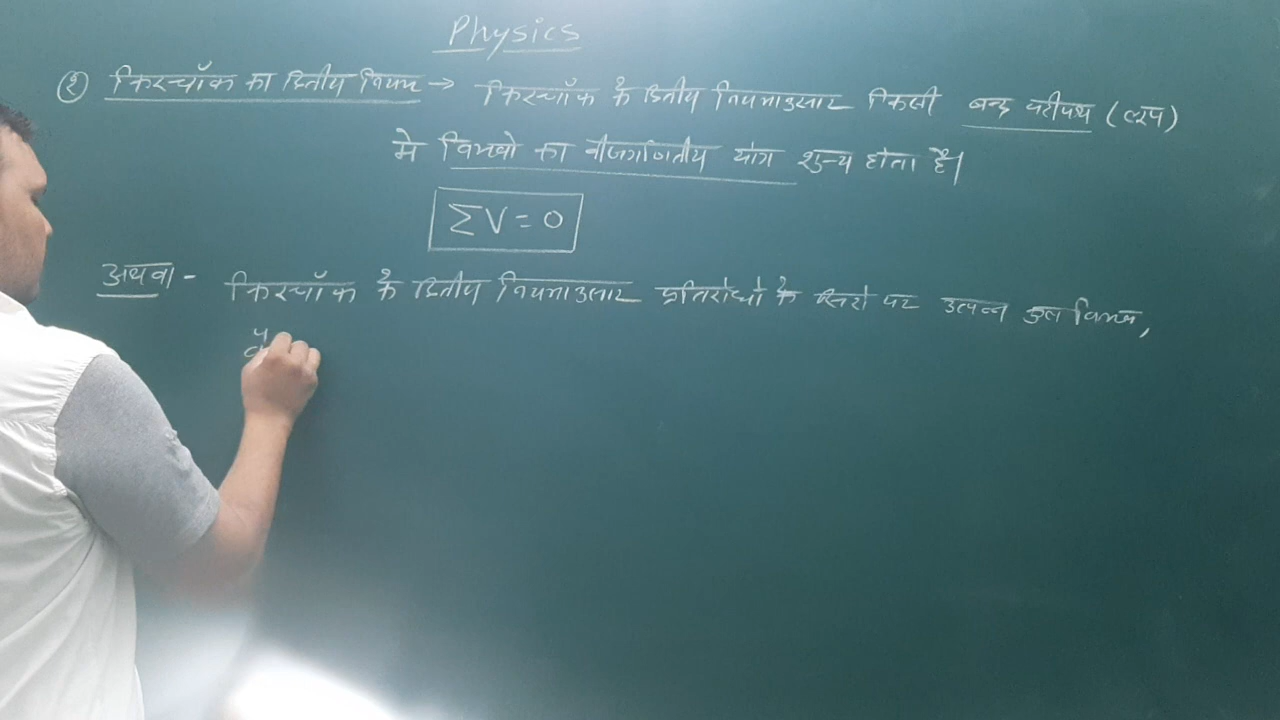 Physics
(२) किरचॉफ का द्वितीय नियम → किरचॉफ के द्वितीय नियमानुसार किसी बन्द परीपथ (लूप)
मे विभवो का बीजगणितीय योग शुन्य होता है।
ΣV = 0
अथवा - किरचॉफ के द्वितीय नियमानुसार प्रतिरोधो के सिरो पर उत्पन्न कुल विभव,